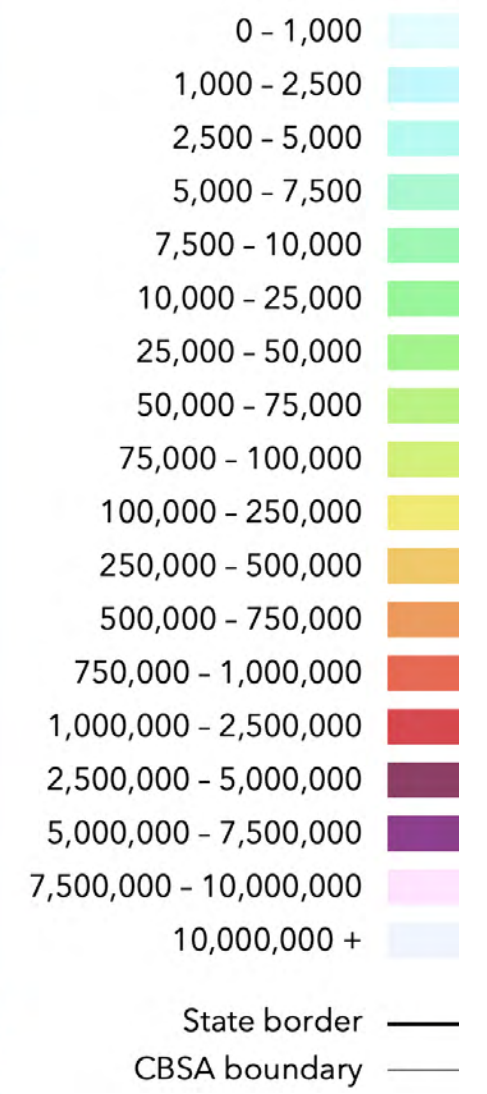 0 – 1,000
1,000 – 2,500
2,500 – 5,000
5,000 – 7,500
7,500 – 10,000
10,000 – 25,000
25,000 – 50,000
50,000 – 75,000
75,000 – 100,000
100,000 – 250,000
250,000 – 500,000
500,000 – 750,000
750,000 – 1,000,000
1,000,000 – 2,500,000
2,500,000 – 5,000,000
5,000,000 – 7,500,000
7,500,000 – 10,000,000
10,000,000 +
State border
CBSA boundary